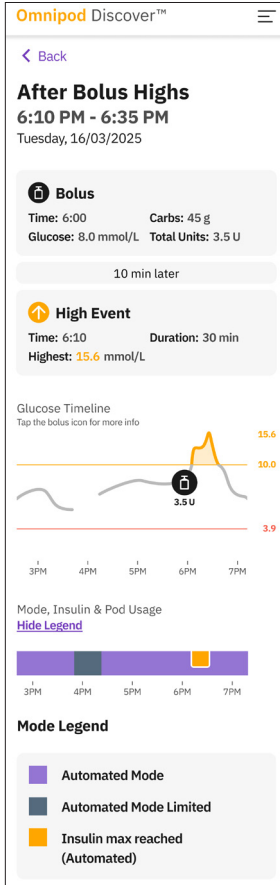 Omnipod Discover™
Back
After Bolus Highs
6:10 PM - 6:35 PM
Tuesday, 16/03/2025
Bolus
Time: 6:00 Carbs: 45 g
Glucose: 8.0 mmol/L Total Units: 3.5 U
10 min later
High Event
Time: 6:10 Duration: 30 min
Highest: 15.6 mmol/L
Glucose Timeline
Tap the bolus icon for more info
15.6
10.0
3.5 U
3.9
3PM 4PM 5PM 6PM 7PM
Mode, Insulin & Pod Usage
Hide Legend
3PM 4PM 5PM 6PM 7PM
Mode Legend
Automated Mode
Automated Mode Limited
Insulin max reached
(Automated)